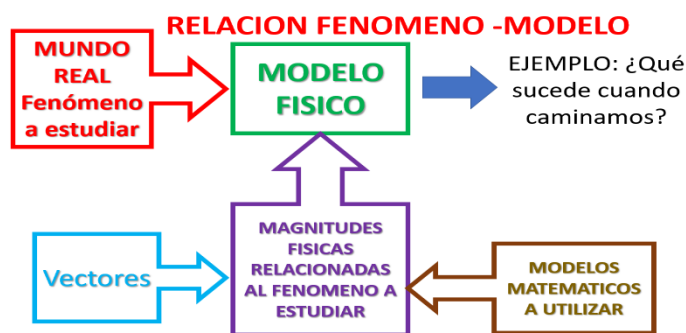 RELACION FENOMENO -MODELO
MUNDO
REAL
Fenómeno
a estudiar
MODELO
FISICO
EJEMPLO: ¿Qué
sucede cuando
caminamos?
Vectores
MAGNITUDES
FISICAS
RELACIONADAS
AL FENOMENO A
ESTUDIAR
MODELOS
MATEMATICOS
A UTILIZAR